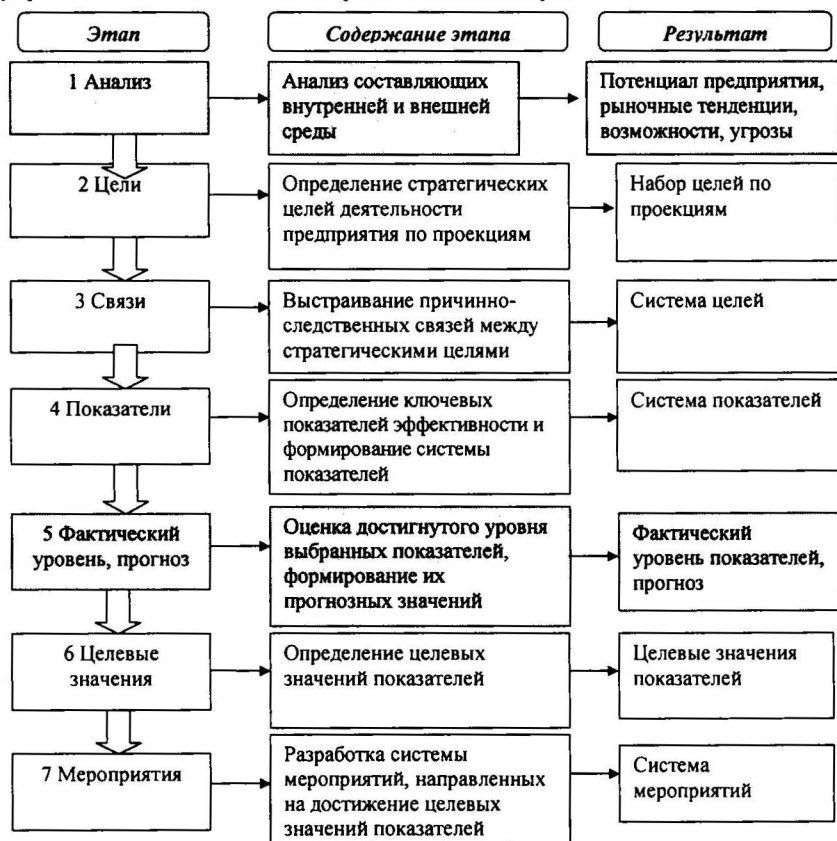 Этап
Содержание этапа
Результат
1 Анализ
Анализ составляющих
внутренней и внешней
среды
Потенциал предприятия,
рыночные тенденции,
возможности, угрозы
2 Цели
Определение стратегических
целей деятельности
предприятия по проекциям
Набор целей по
проекциям
3 Связи
Выстраивание причинно-
следственных связей между
стратегическими целями
Система целей
4 Показатели
Определение ключевых
показателей эффективности и
формирование системы
показателей
Система показателей
5 Фактический
уровень, прогноз
Оценка достигнутого уровня
выбранных показателей,
формирование их
прогнозных значений
Фактический
уровень показателей,
прогноз
6 Целевые
значения
Определение целевых
значений показателей
Целевые значения
показателей
7 Мероприятия
Разработка системы
мероприятий, направленных
на достижение целевых
значений показателей
Система
мероприятий